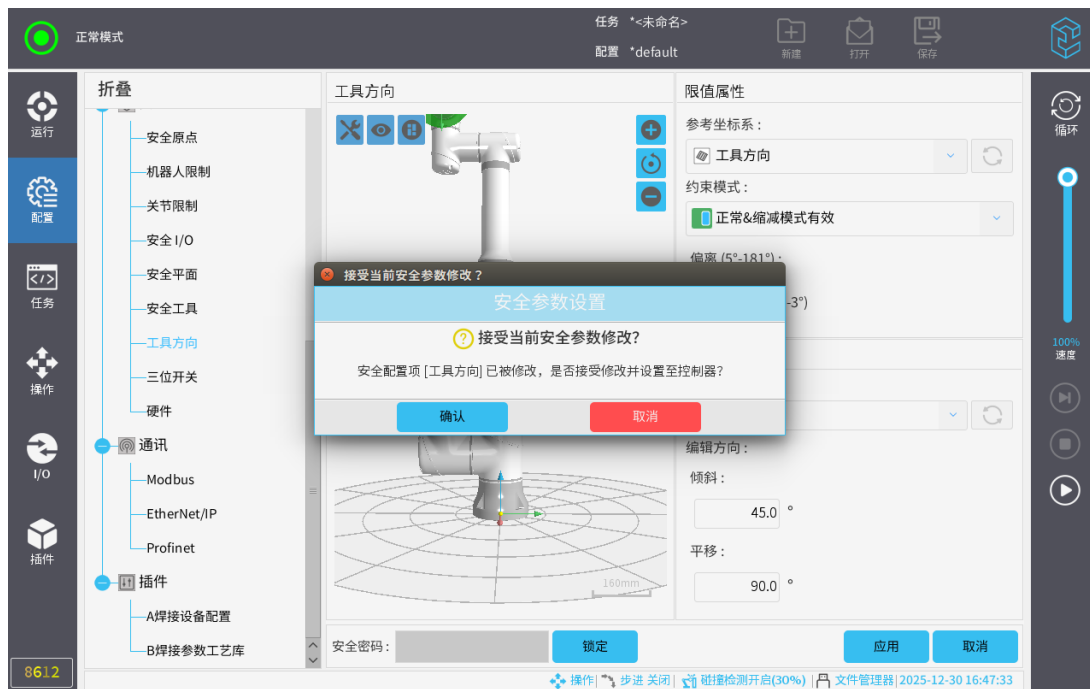 正常模式
任务 *<未命名>
配置 *default
新建
打开
保存
运行
配置
任务
操作
I/O
插件
8612
折叠
安全原点
机器人限制
关节限制
安全 I/O
安全平面
安全工具
工具方向
三位开关
硬件
通讯
Modbus
EtherNet/IP
Profinet
插件
A焊接设备配置
B焊接参数工艺库
工具方向
160mm
限值属性
参考坐标系：
工具方向
约束模式：
正常&缩减模式有效
偏离 (5°-181°)：
-3°)
接受当前安全参数修改？
安全参数设置
接受当前安全参数修改?
安全配置项 [工具方向] 已被修改，是否接受修改并设置至控制器?
确认
取消
编辑方向：
倾斜：
45.0 °
平移：
90.0 °
安全密码：
锁定
应用
取消
循环
100%
速度
操作| 步进 关闭| 碰撞检测开启(30%) | 文件管理器| 2025-12-30 16:47:33